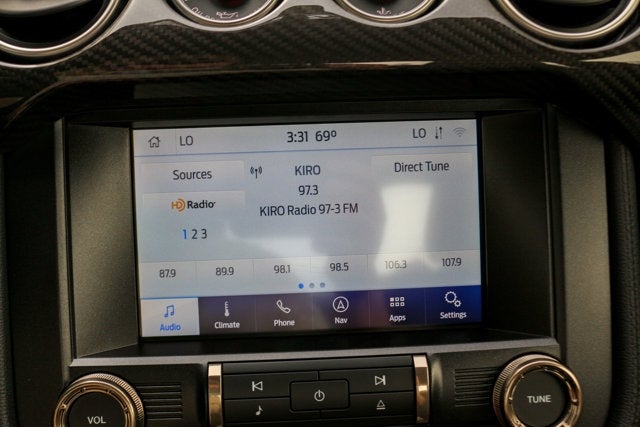 LO 3:31 69° LO
Sources KIRO Direct Tune
97.3
HD Radio
KIRO Radio 97-3 FM
1 2 3
87.9 89.9 98.1 98.5 106.3 107.9
Audio Climate Phone Nav Apps Settings
VOL TUNE